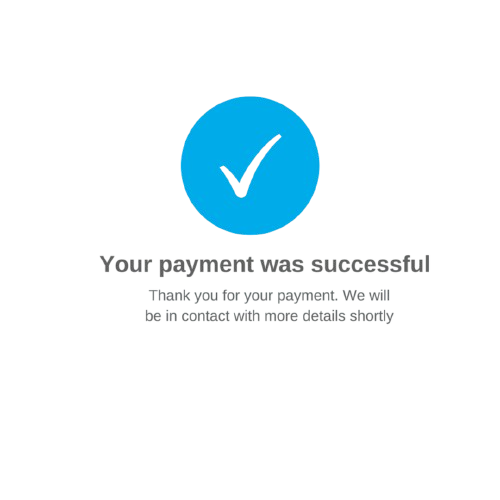 Your payment was successful
Thank you for your payment. We will
be in contact with more details shortly